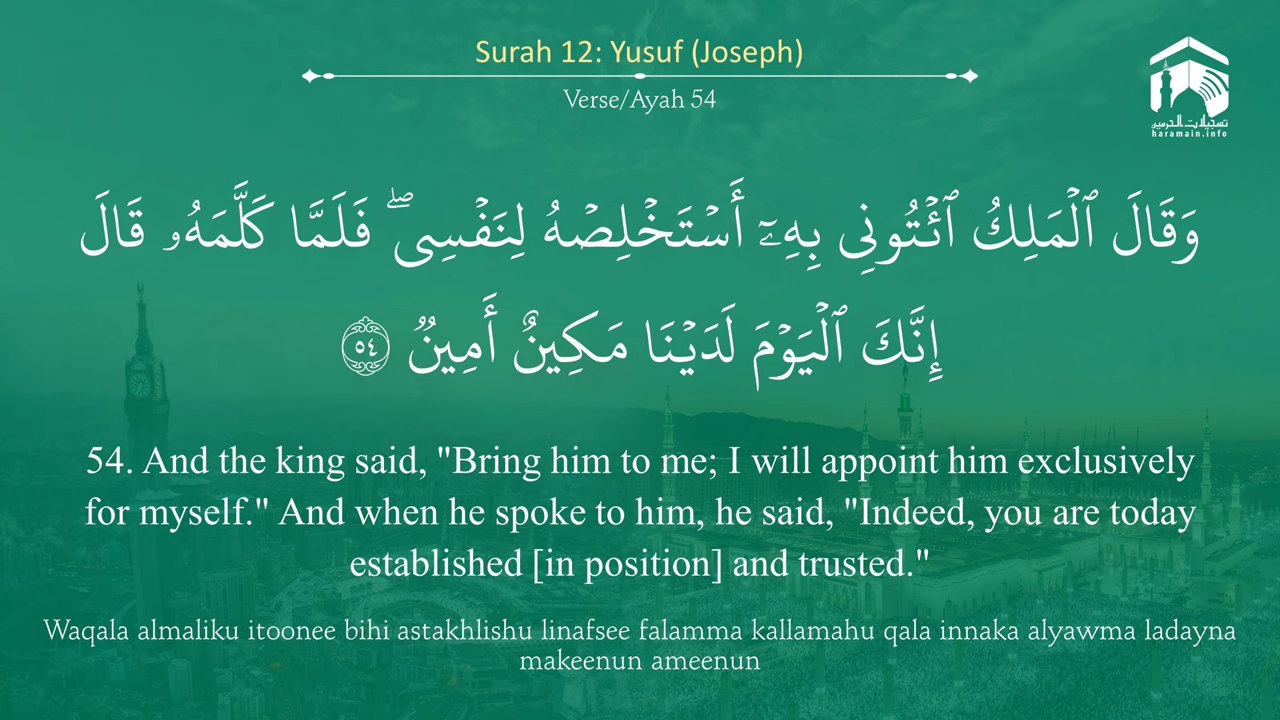 Surah 12: Yusuf (Joseph)
Verse/Ayah 54
تسجيلات الحرمين
haramain.info
وَقَالَ ٱلْمَلِكُ ٱئْتُونِى بِهِۦٓ أَسْتَخْلِصْهُ لِنَفْسِى ۖ فَلَمَّا كَلَّمَهُۥ قَالَ
إِنَّكَ ٱلْيَوْمَ لَدَيْنَا مَكِينٌ أَمِينٌ ٥٤
54. And the king said, "Bring him to me; I will appoint him exclusively
for myself." And when he spoke to him, he said, "Indeed, you are today
established [in position] and trusted."
Waqala almaliku itoonee bihi astakhlishu linafsee falamma kallamahu qala innaka alyawma ladayna
makeenun ameenun